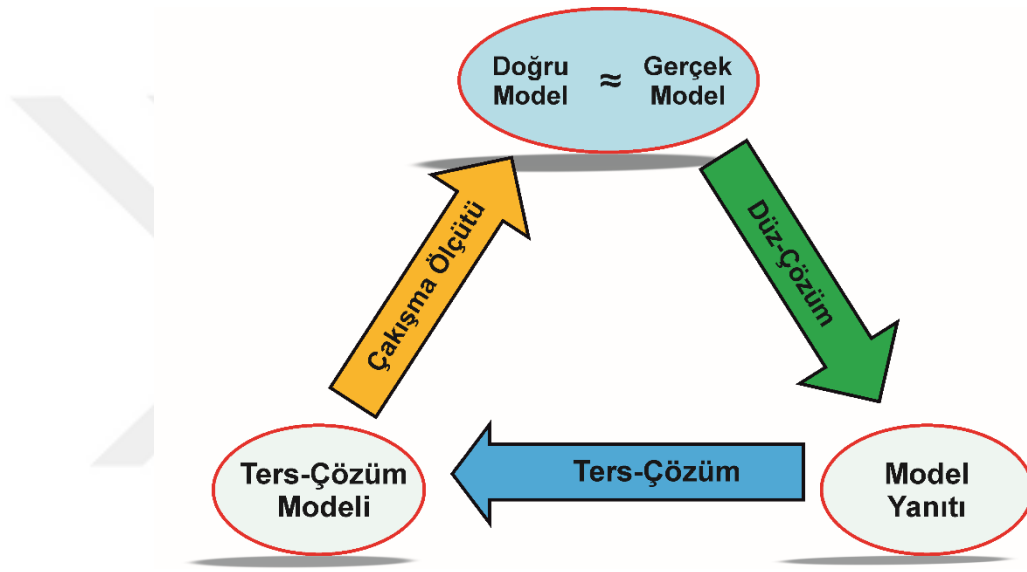 Doğru ≈ Gerçek
Model Model
Çakışma Ölçütü
Düz-Çözüm
Ters-Çözüm
Modeli
Ters-Çözüm
Model
Yanıtı